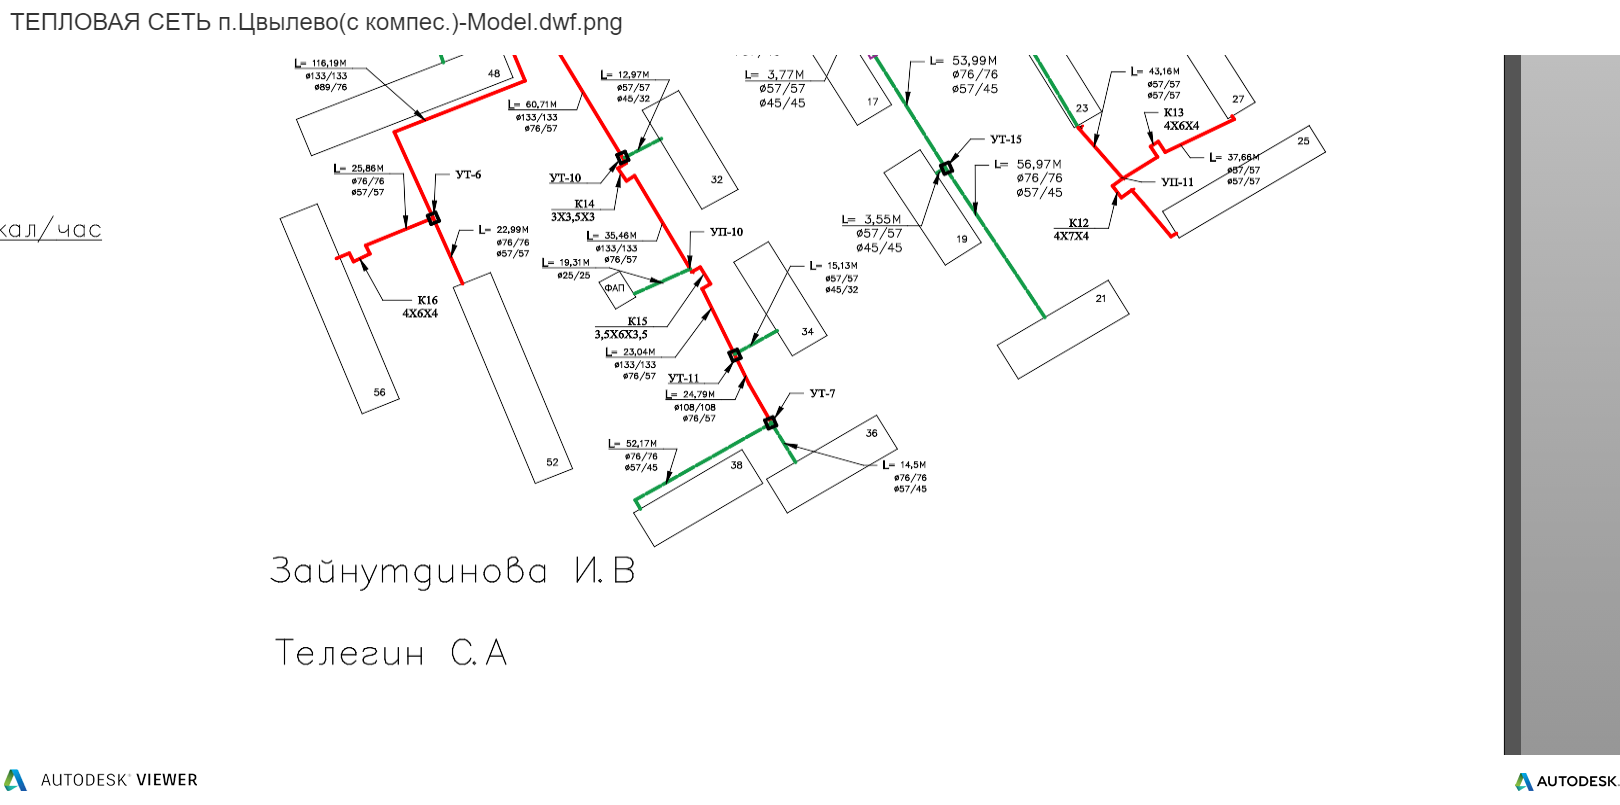 ТЕПЛОВАЯ СЕТЬ п.Цвылево(с компес.)-Model.dwf.png
L= 116,19М
ø133/133
ø89/76
48
L= 60,71М
ø133/133
ø76/57
L= 12,97М
ø57/57
ø45/32
L= 3,77М
ø57/57
ø45/45
17
L= 53,99М
ø76/76
ø57/45
23
L= 43,16М
ø57/57
ø57/57
27
К13
4Х6Х4
25
L= 37,66М
ø57/57
ø57/57
УП-11
К12
4Х7Х4
УТ-15
L= 56,97М
ø76/76
ø57/45
L= 3,55М
ø57/57
ø45/45
19
21
L= 25,86М
ø76/76
ø57/57
УТ-6
УТ-10
32
К14
3Х3,5Х3
кал/час
L= 22,99М
ø76/76
ø57/57
L= 35,46М
ø133/133
ø76/57
УП-10
L= 19,31М
ø25/25
ФАП
L= 15,13М
ø57/57
ø45/32
К16
4Х6Х4
К15
3,5Х6Х3,5
34
L= 23,04М
ø133/133
ø76/57
УТ-11
L= 24,79М
ø108/108
ø76/57
УТ-7
56
52
L= 52,17М
ø76/76
ø57/45
36
38
L= 14,5М
ø76/76
ø57/45
Зайнутдинова И.В
Телегин С.А
AUTODESK® VIEWER
AUTODESK.